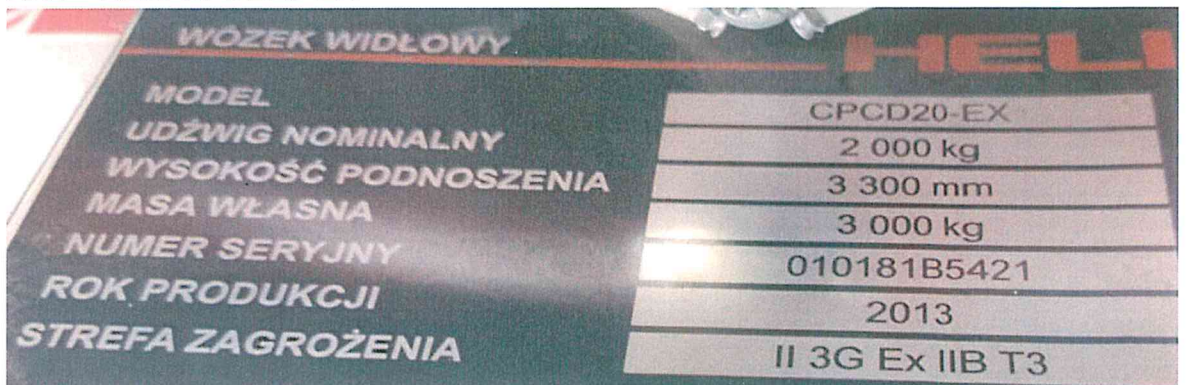 WÓZEK WIDŁOWY HELI
MODEL CPCD20-EX
UDŹWIG NOMINALNY 2 000 kg
WYSOKOŚĆ PODNOSZENIA 3 300 mm
MASA WŁASNA 3 000 kg
NUMER SERYJNY 010181B5421
ROK PRODUKCJI 2013
STREFA ZAGROŻENIA II 3G Ex IIB T3